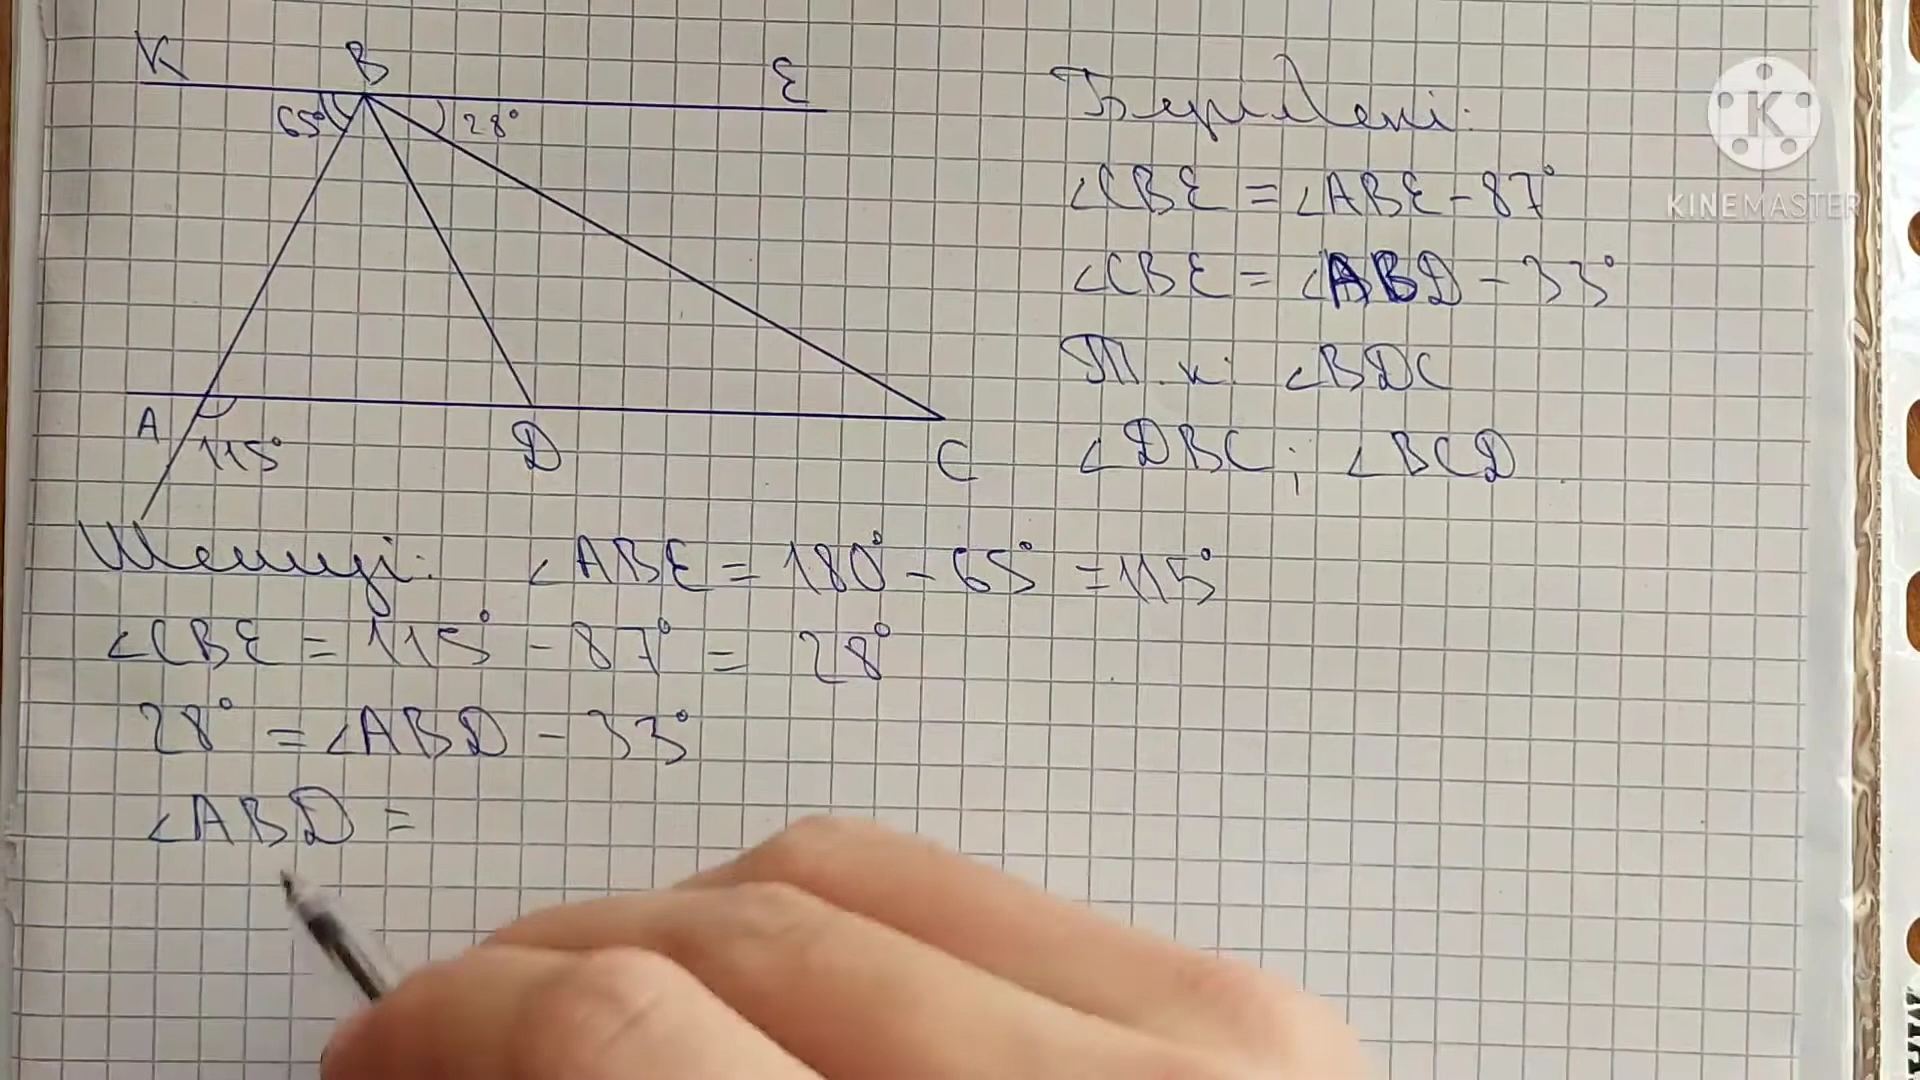 K B E
65° 28°
A 115° D C
Берілгені:
∠CBE = ∠ABE - 87°
∠CBE = ∠ABD - 33°
Т. к: ∠BDC
∠DBC; ∠BCD
Шешуі: ∠ABE = 180° - 65° = 115°
∠CBE = 115° - 87° = 28°
28° = ∠ABD - 33°
∠ABD =
K
KINEMASTER